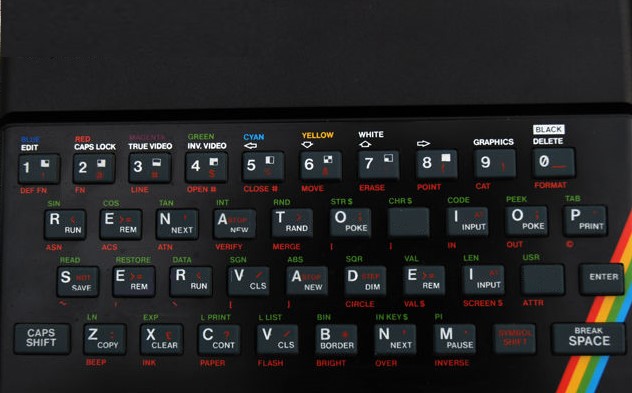 BLUE RED MAGENTA GREEN CYAN YELLOW WHITE BLACK
EDIT CAPS LOCK TRUE VIDEO INV. VIDEO GRAPHICS DELETE
1 2 3 4 5 6 7 8 9 0
DEF FN FN LINE OPEN # CLOSE # MOVE ERASE POINT CAT FORMAT
SIN COS TAN INT RND STR $ CHR $ CODE PEEK TAB
R RUN E REM N NEXT A STOP NEW T RAND O POKE I INPUT O POKE P PRINT
ASN ACS ATN VERIFY MERGE [ ] IN OUT ©
READ RESTORE DATA SGN ABS SQR VAL LEN USR
S NOT SAVE E REM R RUN V CLS A STOP NEW D STEP DIM E REM I INPUT ENTER
~ | \ { } CIRCLE VAL $ SCREEN $ ATTR
LN EXP L PRINT L LIST BIN IN KEY $ PI
CAPS SHIFT Z COPY X £ CLEAR C ? CONT V / CLS B * BORDER N NEXT M PAUSE SYMBOL SHIFT BREAK SPACE
BEEP INK PAPER FLASH BRIGHT OVER INVERSE